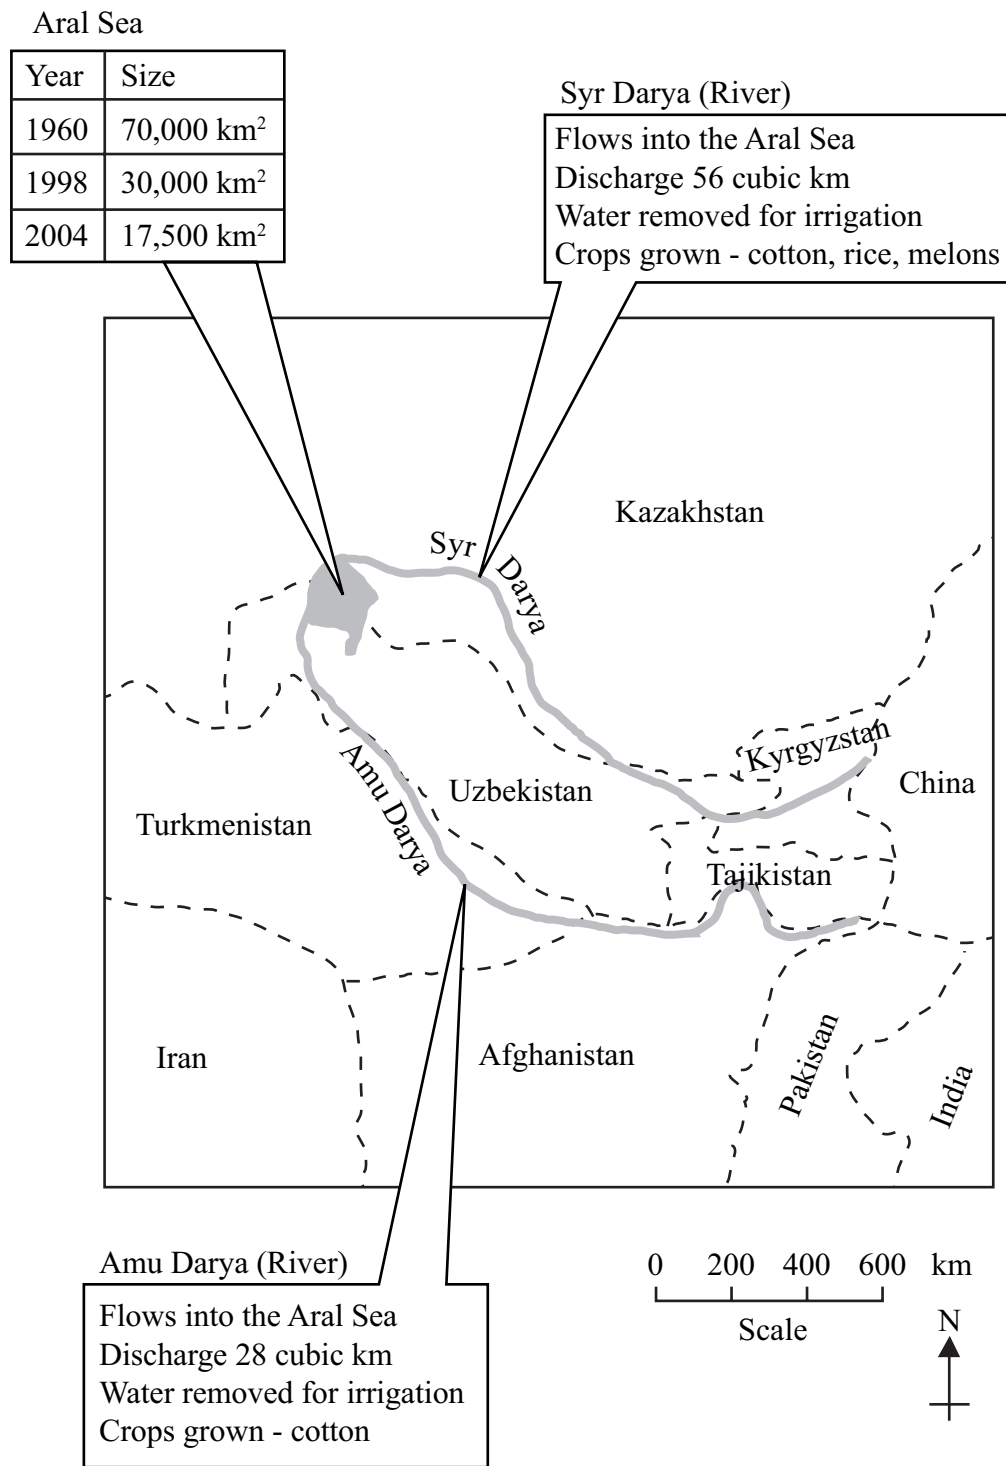 Aral Sea
Year Size
1960 70,000 km²
1998 30,000 km²
2004 17,500 km²
Syr Darya (River)
Flows into the Aral Sea
Discharge 56 cubic km
Water removed for irrigation
Crops grown - cotton, rice, melons
Kazakhstan
Syr Darya
Kyrgyzstan
China
Uzbekistan
Amu Darya
Turkmenistan
Tajikistan
Iran
Afghanistan
Pakistan
India
Amu Darya (River)
Flows into the Aral Sea
Discharge 28 cubic km
Water removed for irrigation
Crops grown - cotton
0 200 400 600 km
Scale
N